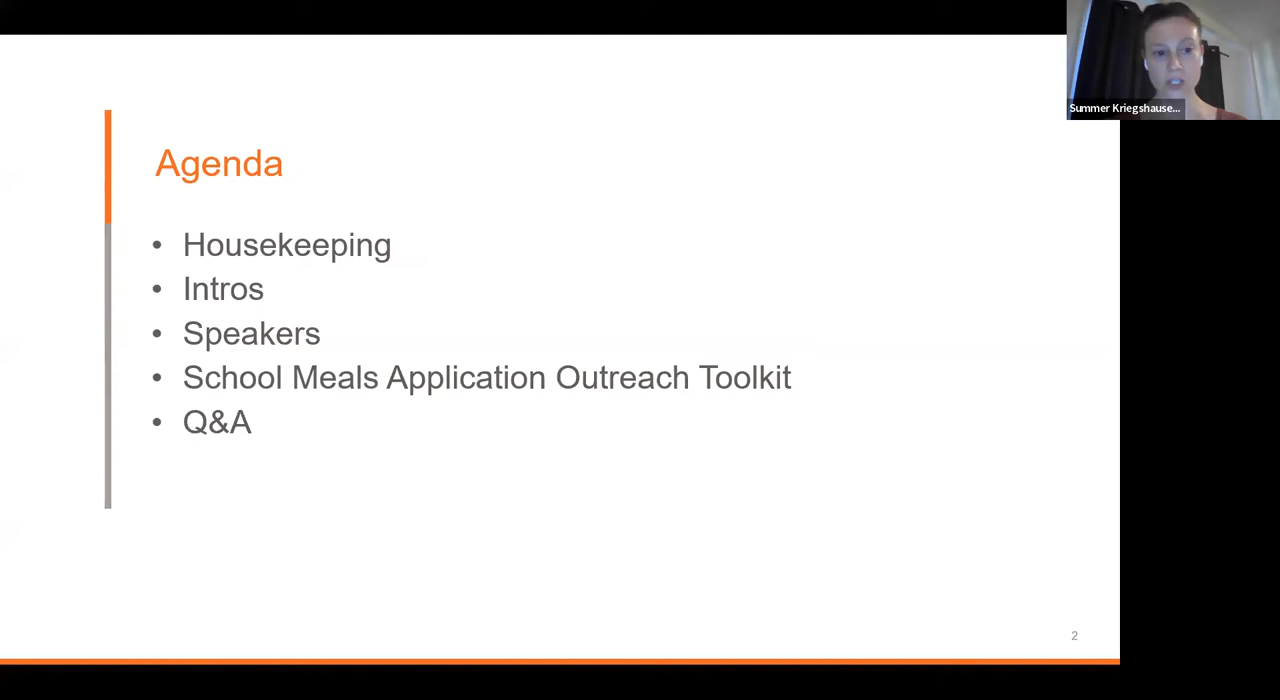 Summer Kriegshause...
Agenda
• Housekeeping
• Intros
• Speakers
• School Meals Application Outreach Toolkit
• Q&A
2